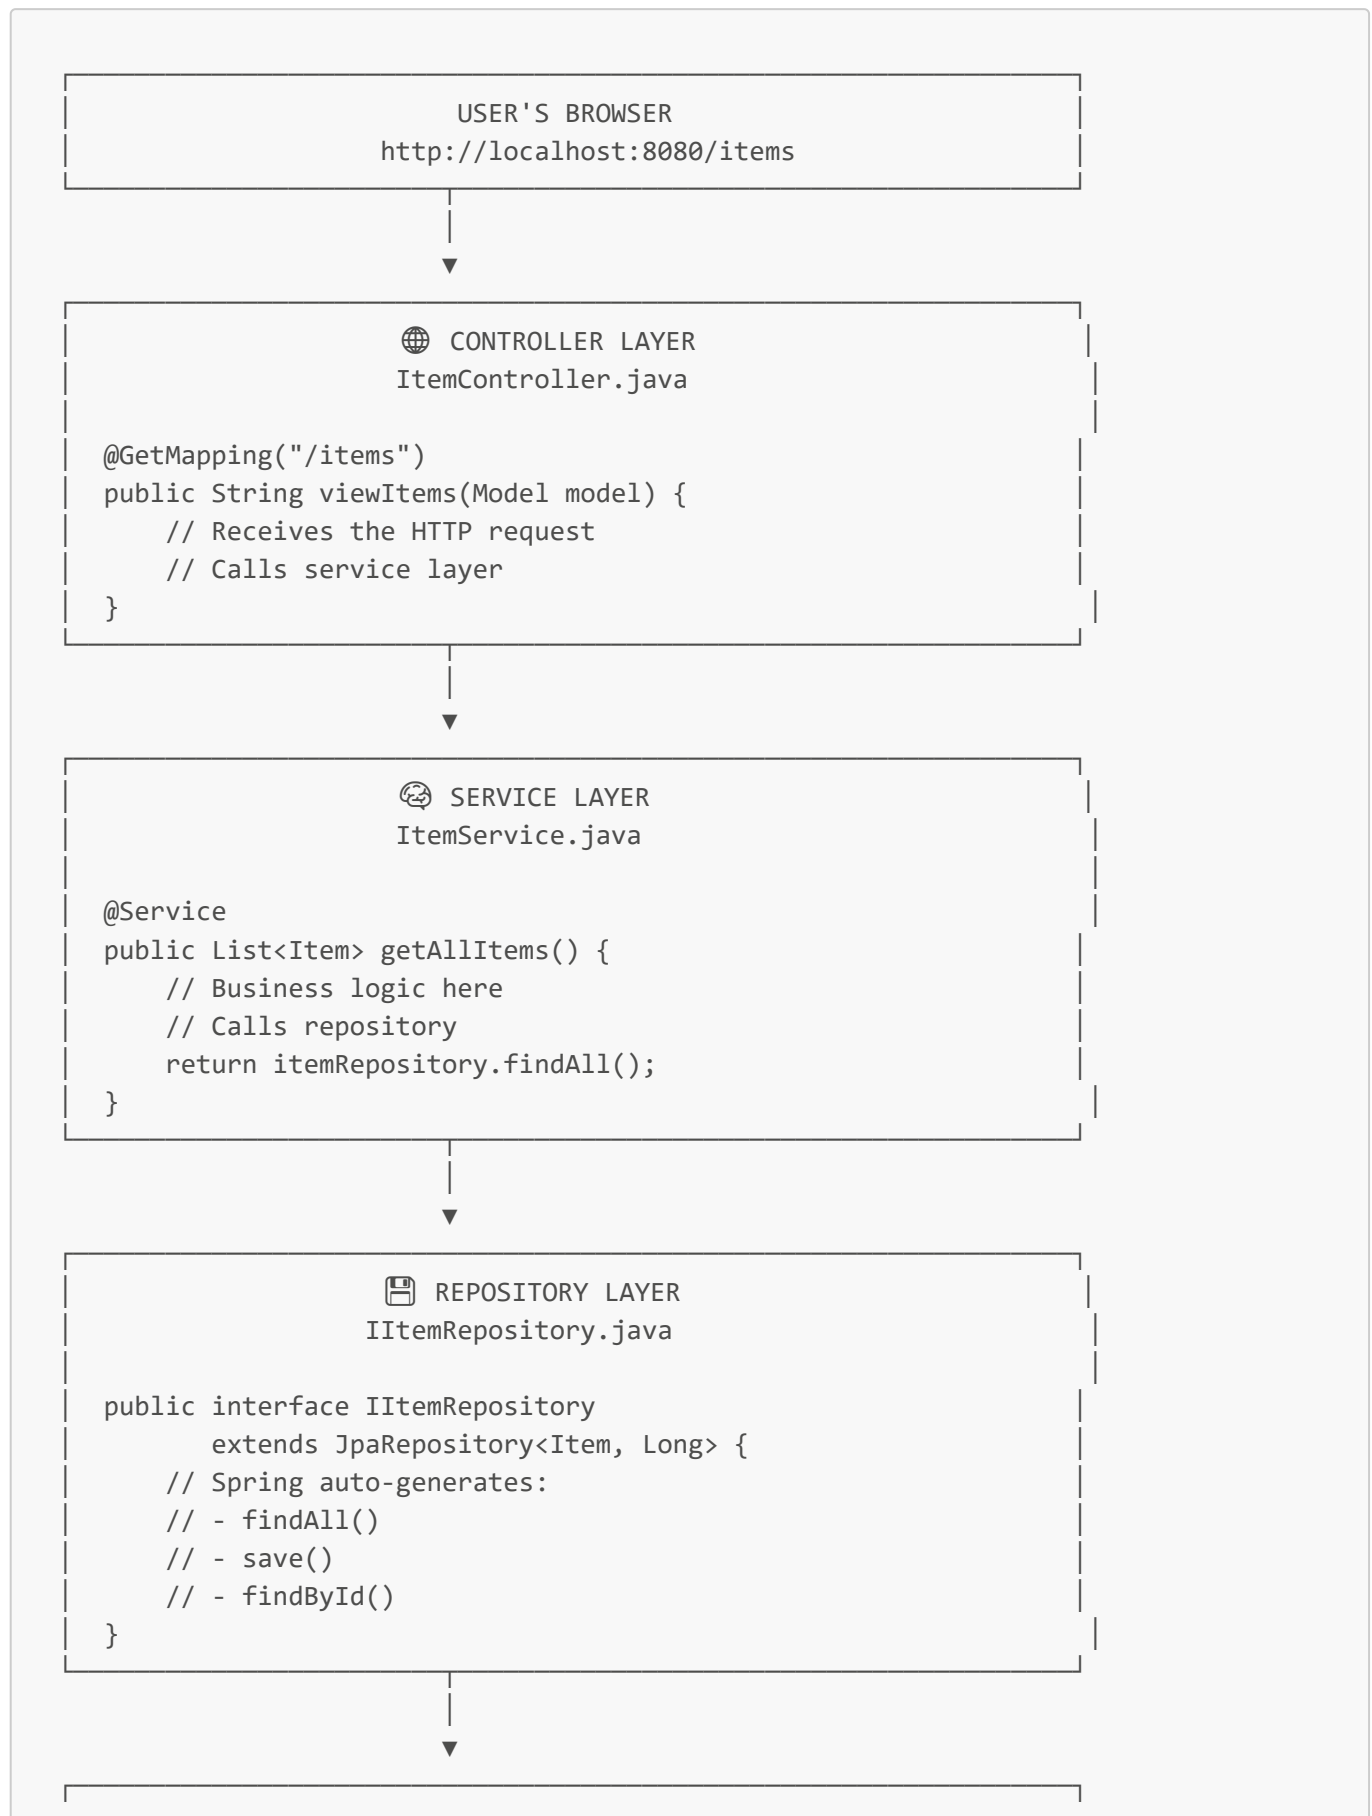 USER'S BROWSER
http://localhost:8080/items
🌐 CONTROLLER LAYER
ItemController.java
@GetMapping("/items")
public String viewItems(Model model) {
// Receives the HTTP request
// Calls service layer
}
🧠 SERVICE LAYER
ItemService.java
@Service
public List<Item> getAllItems() {
// Business logic here
// Calls repository
return itemRepository.findAll();
}
💾 REPOSITORY LAYER
IItemRepository.java
public interface IItemRepository
extends JpaRepository<Item, Long> {
// Spring auto-generates:
// - findAll()
// - save()
// - findById()
}